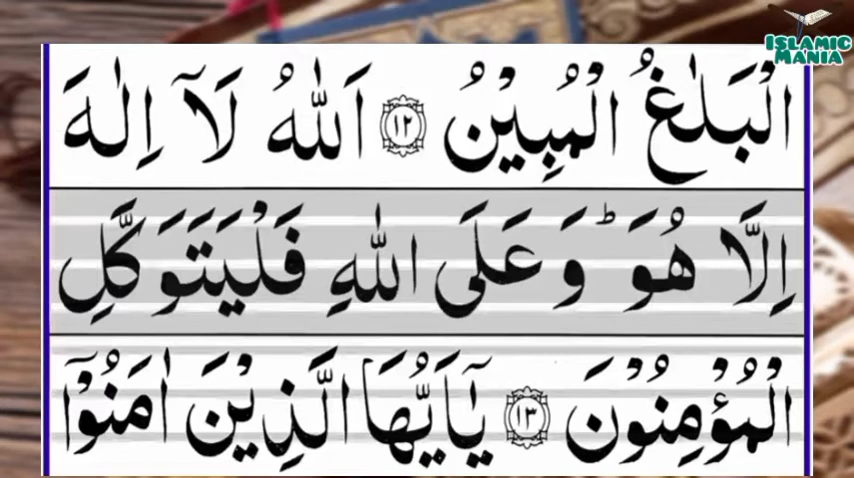 ISLAMIC
MANIA
الْبَلٰغُ الْمُبِيْنُ ۝١٢ اَللّٰهُ لَآ اِلٰهَ
اِلَّا هُوَ ؕ وَعَلَى اللّٰهِ فَلْيَتَوَكَّلِ
الْمُؤْمِنُوْنَ ۝١٣ يٰۤاَيُّهَا الَّذِيْنَ اٰمَنُوْۤا